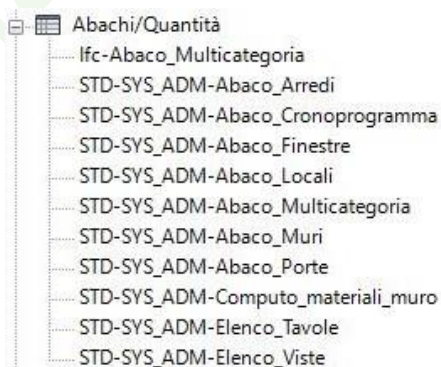 Abachi/Quantità
Ifc-Abaco_Multicategoria
STD-SYS_ADM-Abaco_Arredi
STD-SYS_ADM-Abaco_Cronoprogramma
STD-SYS_ADM-Abaco_Finestre
STD-SYS_ADM-Abaco_Locali
STD-SYS_ADM-Abaco_Multicategoria
STD-SYS_ADM-Abaco_Muri
STD-SYS_ADM-Abaco_Porte
STD-SYS_ADM-Computo_materiali_muro
STD-SYS_ADM-Elenco_Tavole
STD-SYS_ADM-Elenco_Viste